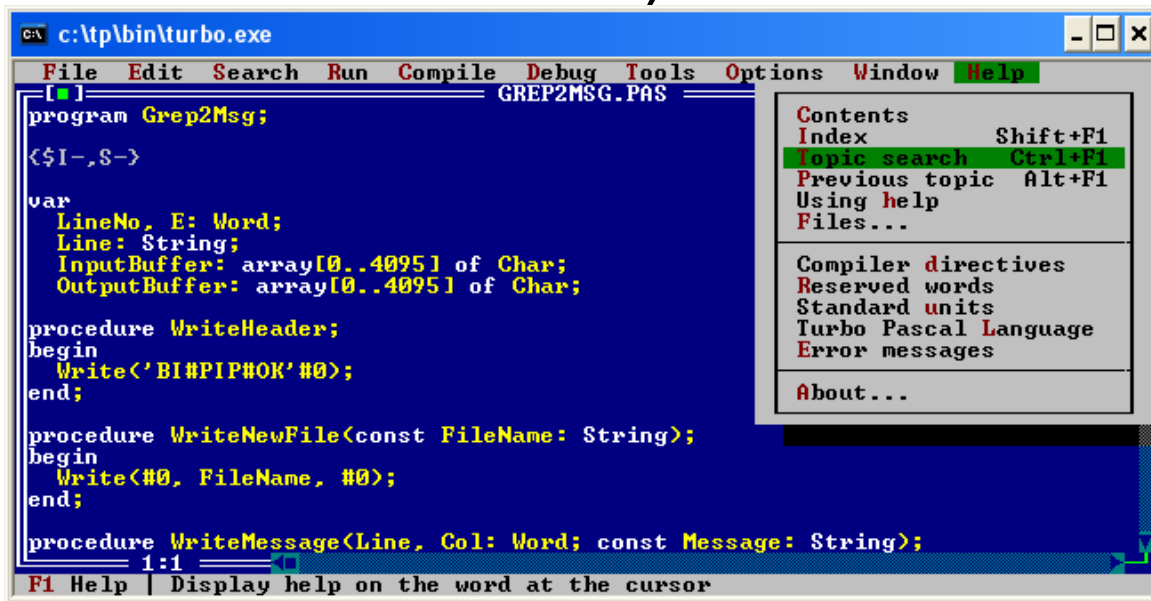 c:\tp\bin\turbo.exe
File Edit Search Run Compile Debug Tools Options Window Help
GREP2MSG.PAS
program Grep2Msg;
{$I-,S-}
var
LineNo, E: Word;
Line: String;
InputBuffer: array[0..4095] of Char;
OutputBuffer: array[0..4095] of Char;
procedure WriteHeader;
begin
Write('BI#PIP#OK'#0);
end;
procedure WriteNewFile(const FileName: String);
begin
Write(#0, FileName, #0);
end;
procedure WriteMessage(Line, Col: Word; const Message: String);
1:1
Contents
Index Shift+F1
Topic search Ctrl+F1
Previous topic Alt+F1
Using help
Files...
Compiler directives
Reserved words
Standard units
Turbo Pascal Language
Error messages
About...
F1 Help | Display help on the word at the cursor